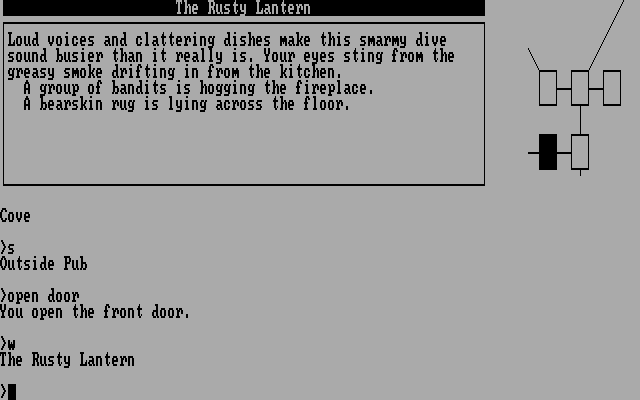 The Rusty Lantern
Loud voices and clattering dishes make this smarmy dive
sound busier than it really is. Your eyes sting from the
greasy smoke drifting in from the kitchen.
A group of bandits is hogging the fireplace.
A bearskin rug is lying across the floor.
Cove
>s
Outside Pub
>open door
You open the front door.
>w
The Rusty Lantern
>